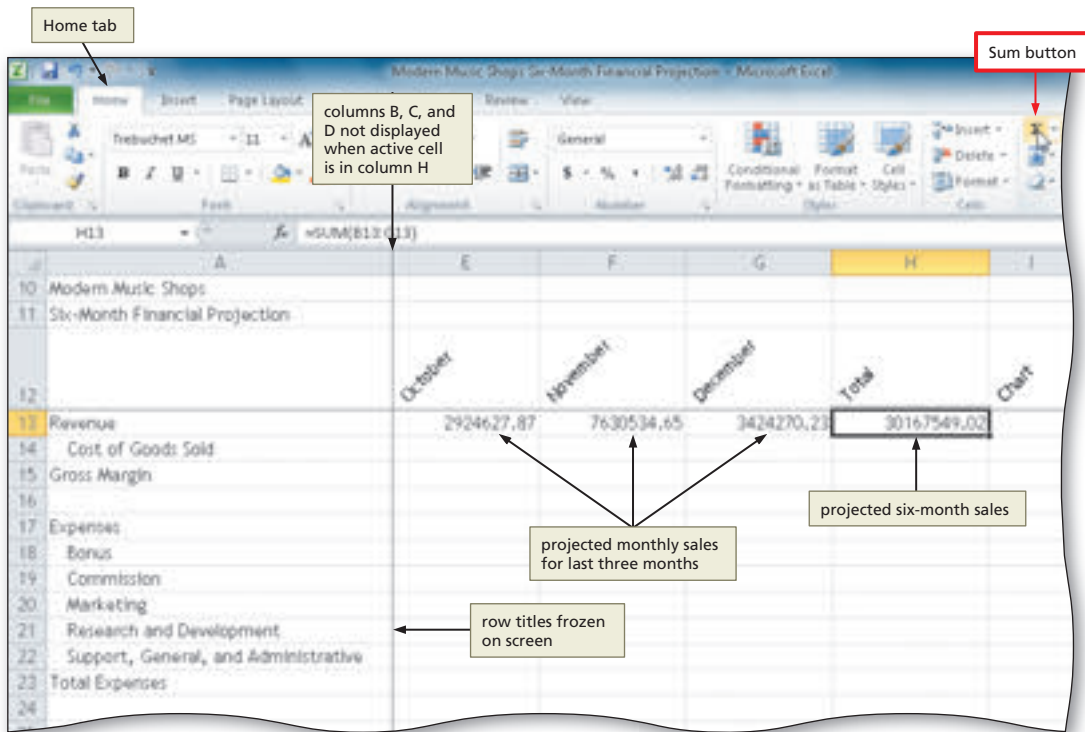 Home tab
Sum button
Modern Music Shops Six-Month Financial Projection - Microsoft Excel
File Home Insert Page Layout Review View
columns B, C, and
D not displayed
when active cell
is in column H
Trebuchet MS 11 A General Insert
Paste Conditional Format Cell Delete
B I U $ % Formatting as Table Styles Format
Clipboard Font Alignment Number Styles Cells
H13 fx =SUM(B13:G13)
A E F G H I
10 Modern Music Shops
11 Six-Month Financial Projection
12 October November December Total Chart
13 Revenue 2924627.87 7630534.65 3424270.23 30167549.02
14 Cost of Goods Sold
15 Gross Margin
16
projected six-month sales
17 Expenses
18 Bonus
projected monthly sales
for last three months
19 Commission
20 Marketing
21 Research and Development
row titles frozen
on screen
22 Support, General, and Administrative
23 Total Expenses
24